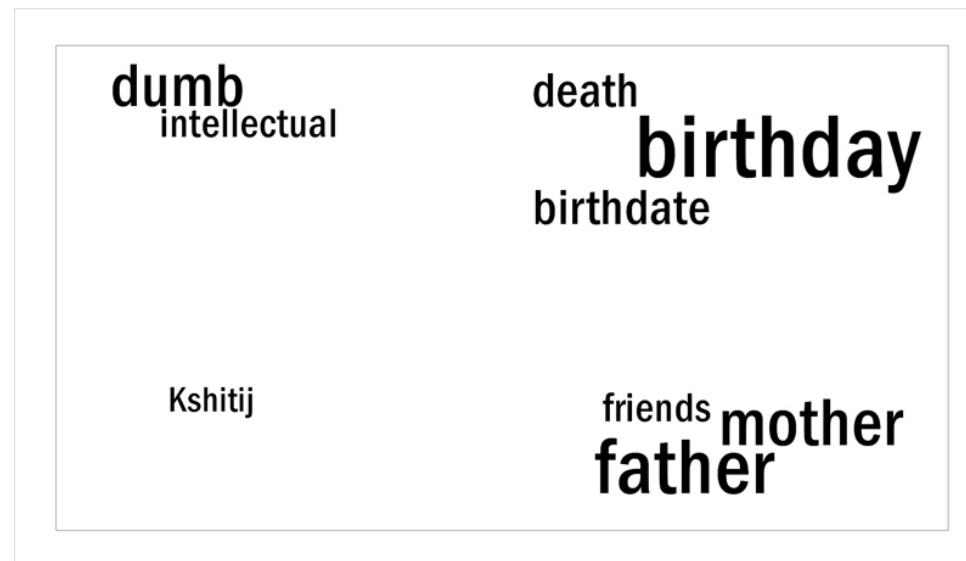 dumb
intellectual
death
birthday
birthdate
Kshitij
friends mother
father